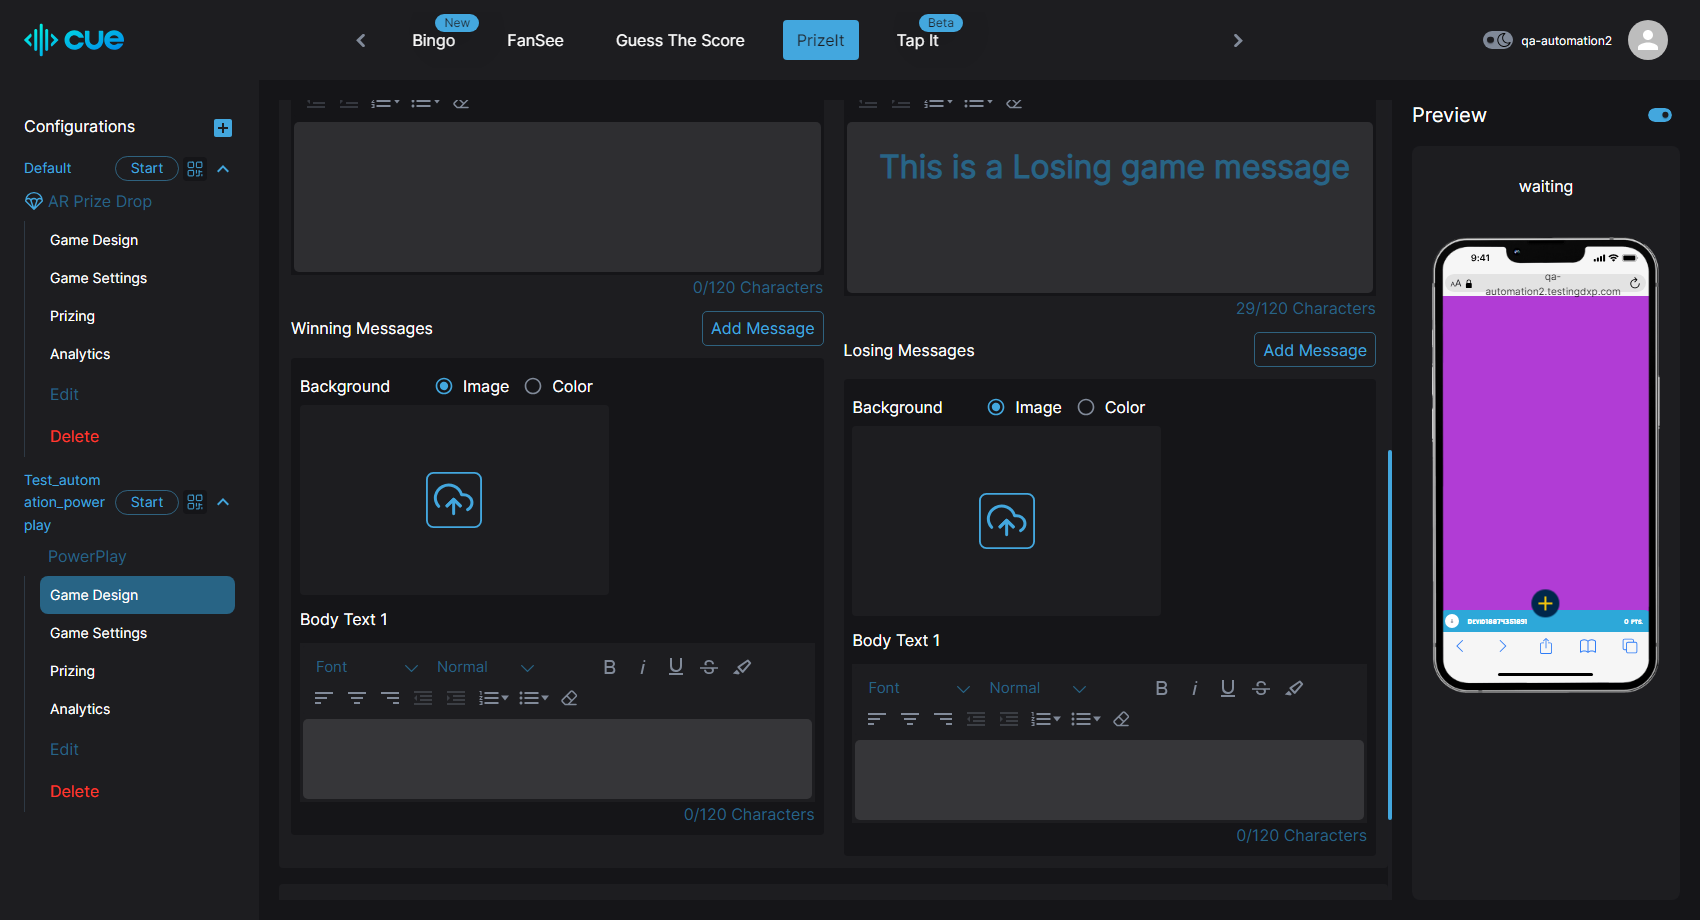 cue
New
Bingo
FanSee
Guess The Score
PrizeIt
Beta
Tap It
qa-automation2
Configurations
Default
Start
AR Prize Drop
Game Design
Game Settings
Prizing
Analytics
Edit
Delete
Test_autom
ation_power
play
Start
PowerPlay
Game Design
Game Settings
Prizing
Analytics
Edit
Delete
0/120 Characters
Winning Messages
Add Message
Background
Image
Color
Body Text 1
Font
Normal
B
i
U
S
0/120 Characters
This is a Losing game message
29/120 Characters
Losing Messages
Add Message
Background
Image
Color
Body Text 1
Font
Normal
B
i
U
S
0/120 Characters
Preview
waiting
9:41
AA
qa-
automation2.testingdxp.com
0 PTS.